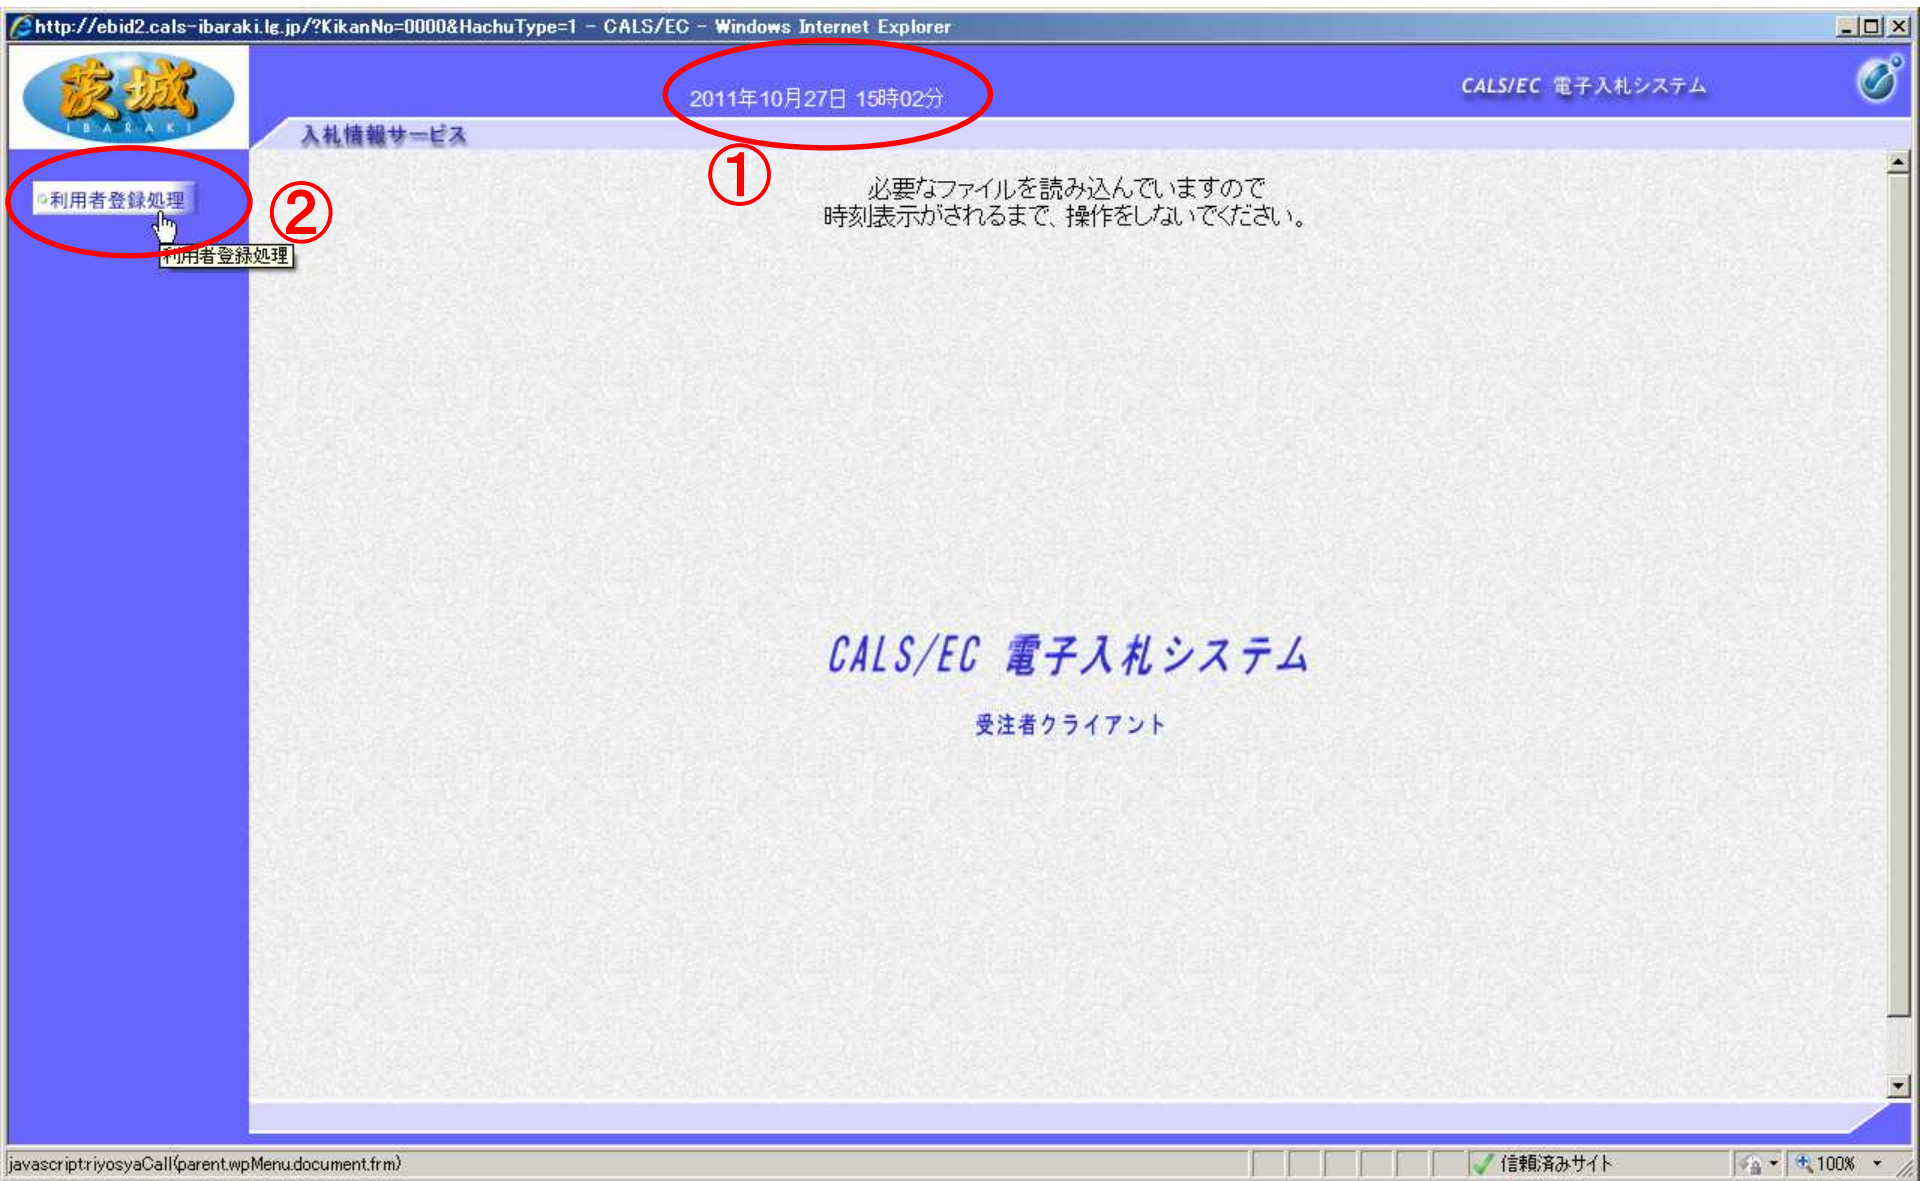 http://ebid2.cals-ibaraki.lg.jp/?KikanNo=0000&HachuType=1 - CALS/EC - Windows Internet Explorer
茨城
IBARAKI
2011年10月27日 15時02分
CALS/EC 電子入札システム
入札情報サービス
①
必要なファイルを読み込んでいますので
時刻表示がされるまで、操作をしないでください。
利用者登録処理
②
利用者登録処理
CALS/EC 電子入札システム
受注者クライアント
javascript:riyosyaCall(parent.wpMenu.document.frm)
信頼済みサイト
100%